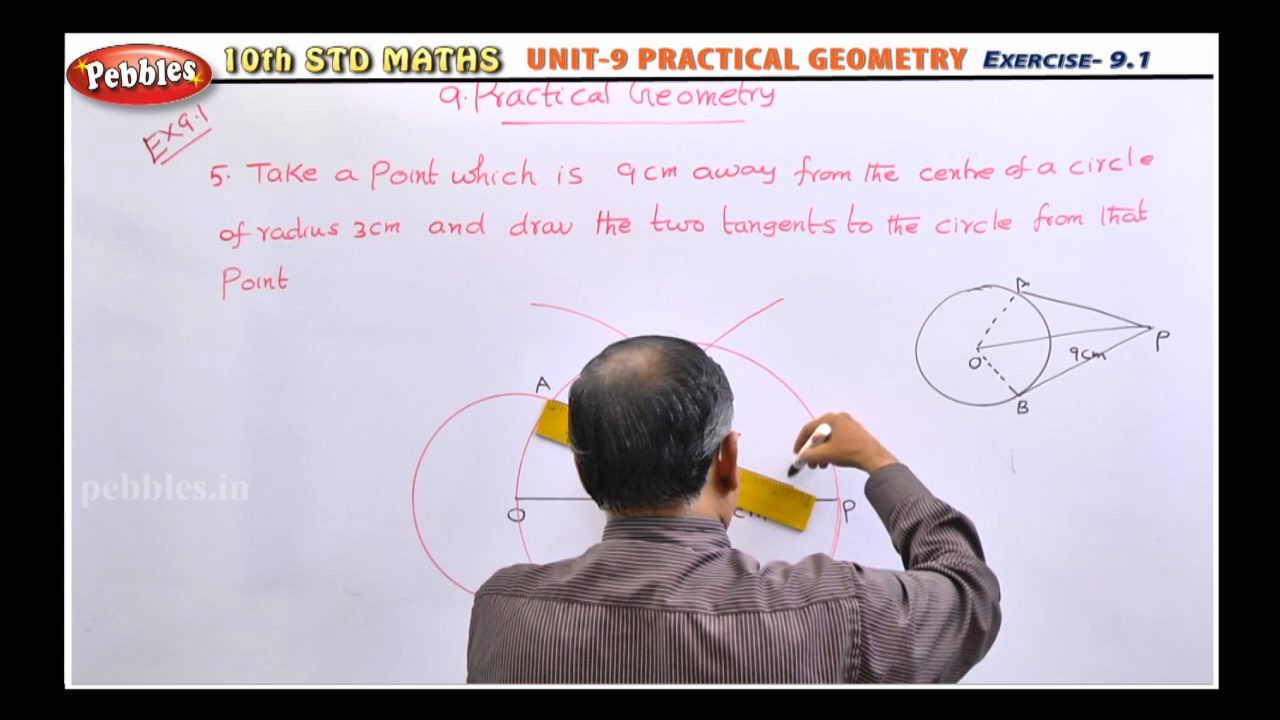 Pebbles
10th STD MATHS UNIT-9 PRACTICAL GEOMETRY EXERCISE- 9.1
9. Practical Geometry
Ex 9.1
5. Take a Point which is 9cm away from the centre of a circle
of radius 3cm and draw the two tangents to the circle from that
Point
A
O
P
9cm
B
A
O
cm
P
pebbles.in